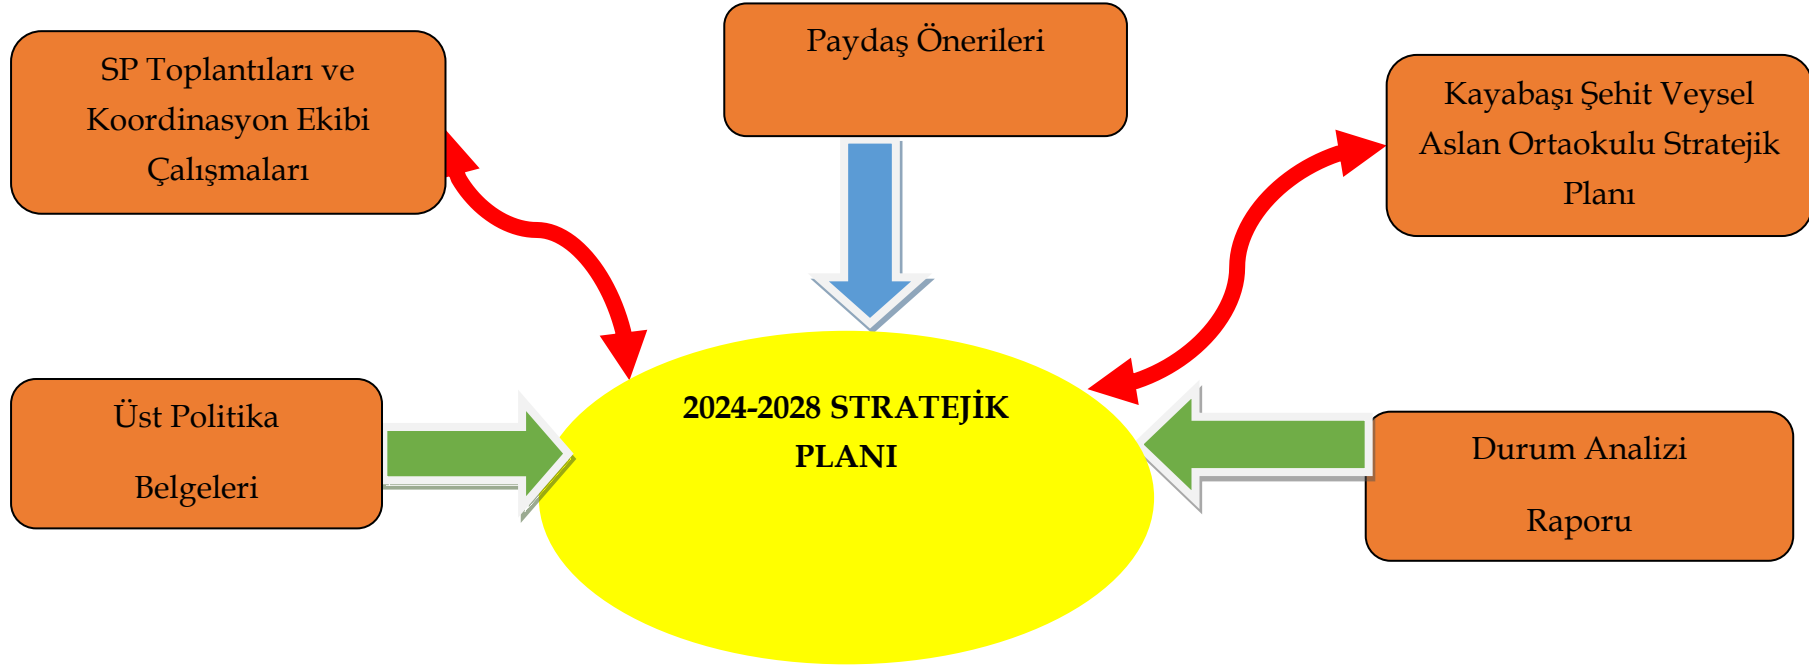 SP Toplantıları ve
Koordinasyon Ekibi
Çalışmaları
Paydaş Önerileri
Kayabaşı Şehit Veysel
Aslan Ortaokulu Stratejik
Planı
Üst Politika
Belgeleri
2024-2028 STRATEJİK
PLANI
Durum Analizi
Raporu